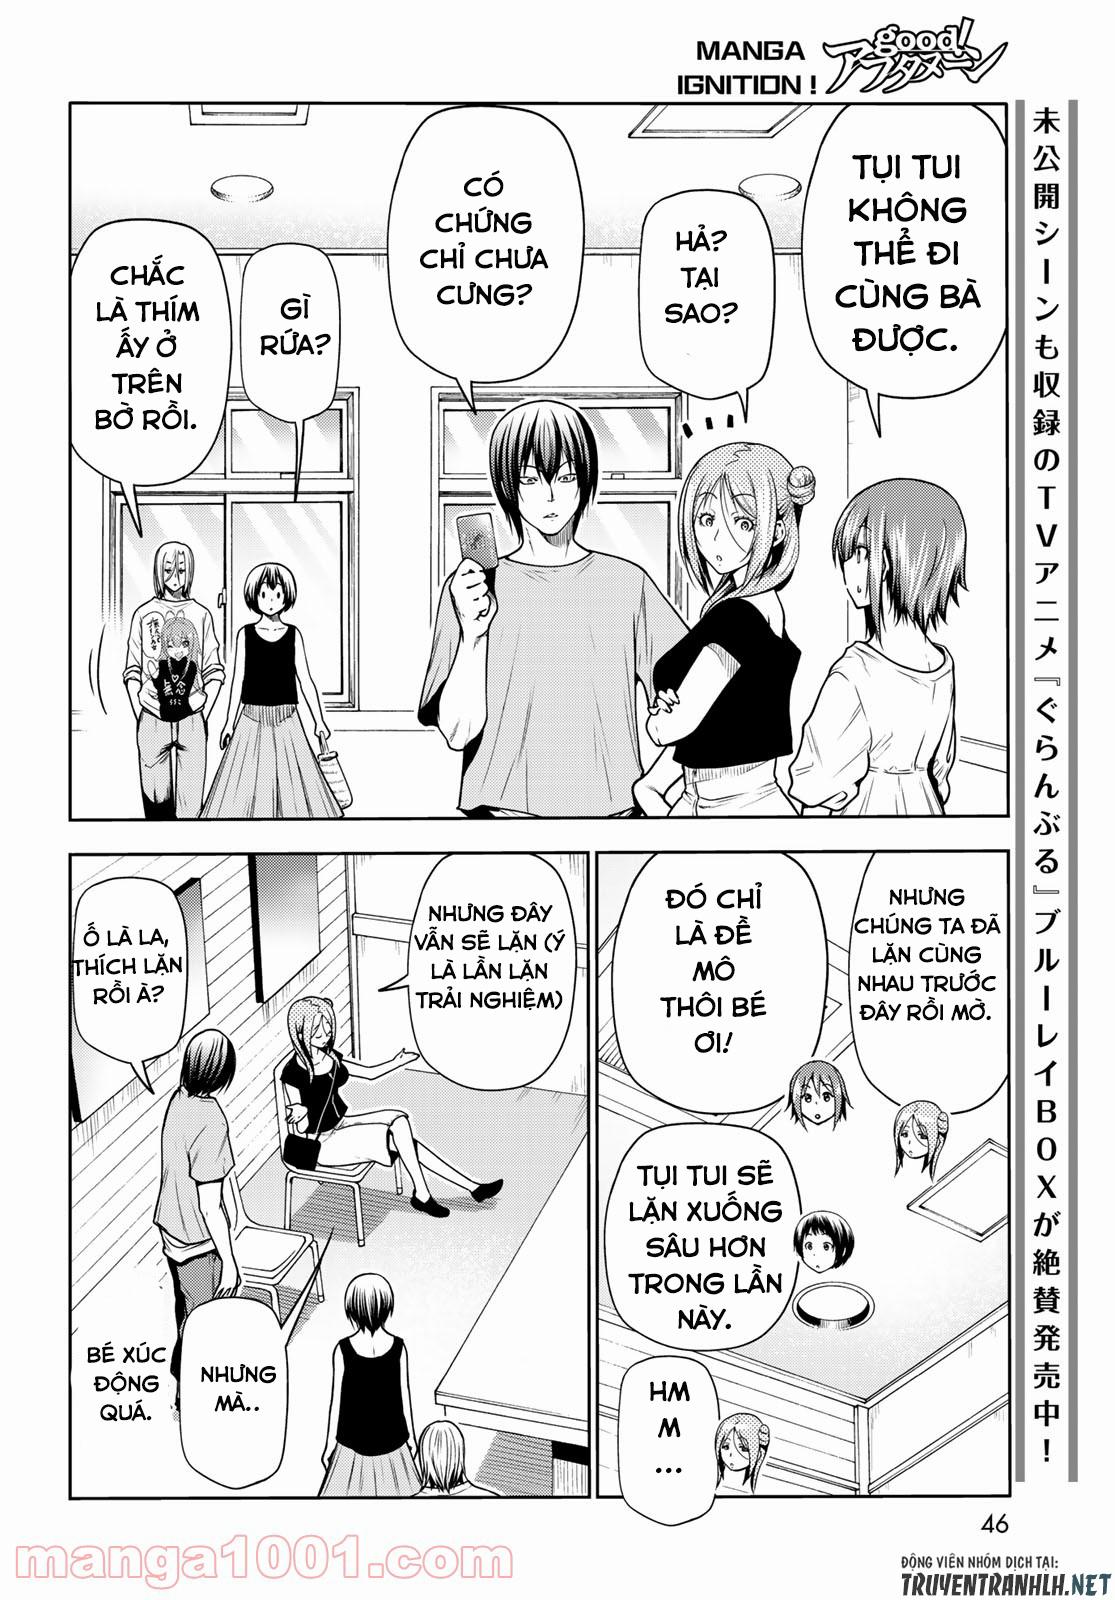 MANGA
IGNITION !
good!
アフタヌーン
未公開シーンも収録のTVアニメ『ぐらんぶる』ブルーレイBOXが絶賛発売中！
TỤI TUI
KHÔNG
THỂ ĐI
CÙNG BÀ
ĐƯỢC.
HẢ?
TẠI
SAO?
CÓ
CHỨNG
CHỈ CHƯA
CƯNG?
GÌ
RỨA?
CHẮC
LÀ THÍM
ẤY Ở
TRÊN
BỜ RỒI.
NHƯNG
CHÚNG TA ĐÃ
LẶN CÙNG
NHAU TRƯỚC
ĐÂY RỒI MỜ.
ĐÓ CHỈ
LÀ ĐỀ
MÔ
THÔI BÉ
ƠI!
TỤI TUI SẼ
LẶN XUỐNG
SÂU HƠN
TRONG LẦN
NÀY.
HM
M
...
NHƯNG ĐÂY
VẪN SẼ LẶN (Ý
LÀ LẦN LẶN
TRẢI NGHIỆM)
Ồ LÀ LA,
THÍCH LẶN
RỒI À?
NHƯNG
MÀ..
BÉ XÚC
ĐỘNG
QUÁ.
46
manga1001.com
ĐỘNG VIÊN NHÓM DỊCH TẠI:
TRUYENTRANHLH.NET